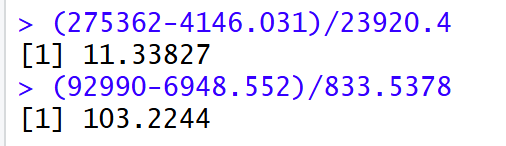 > (275362-4146.031)/23920.4
[1] 11.33827
> (92990-6948.552)/833.5378
[1] 103.2244